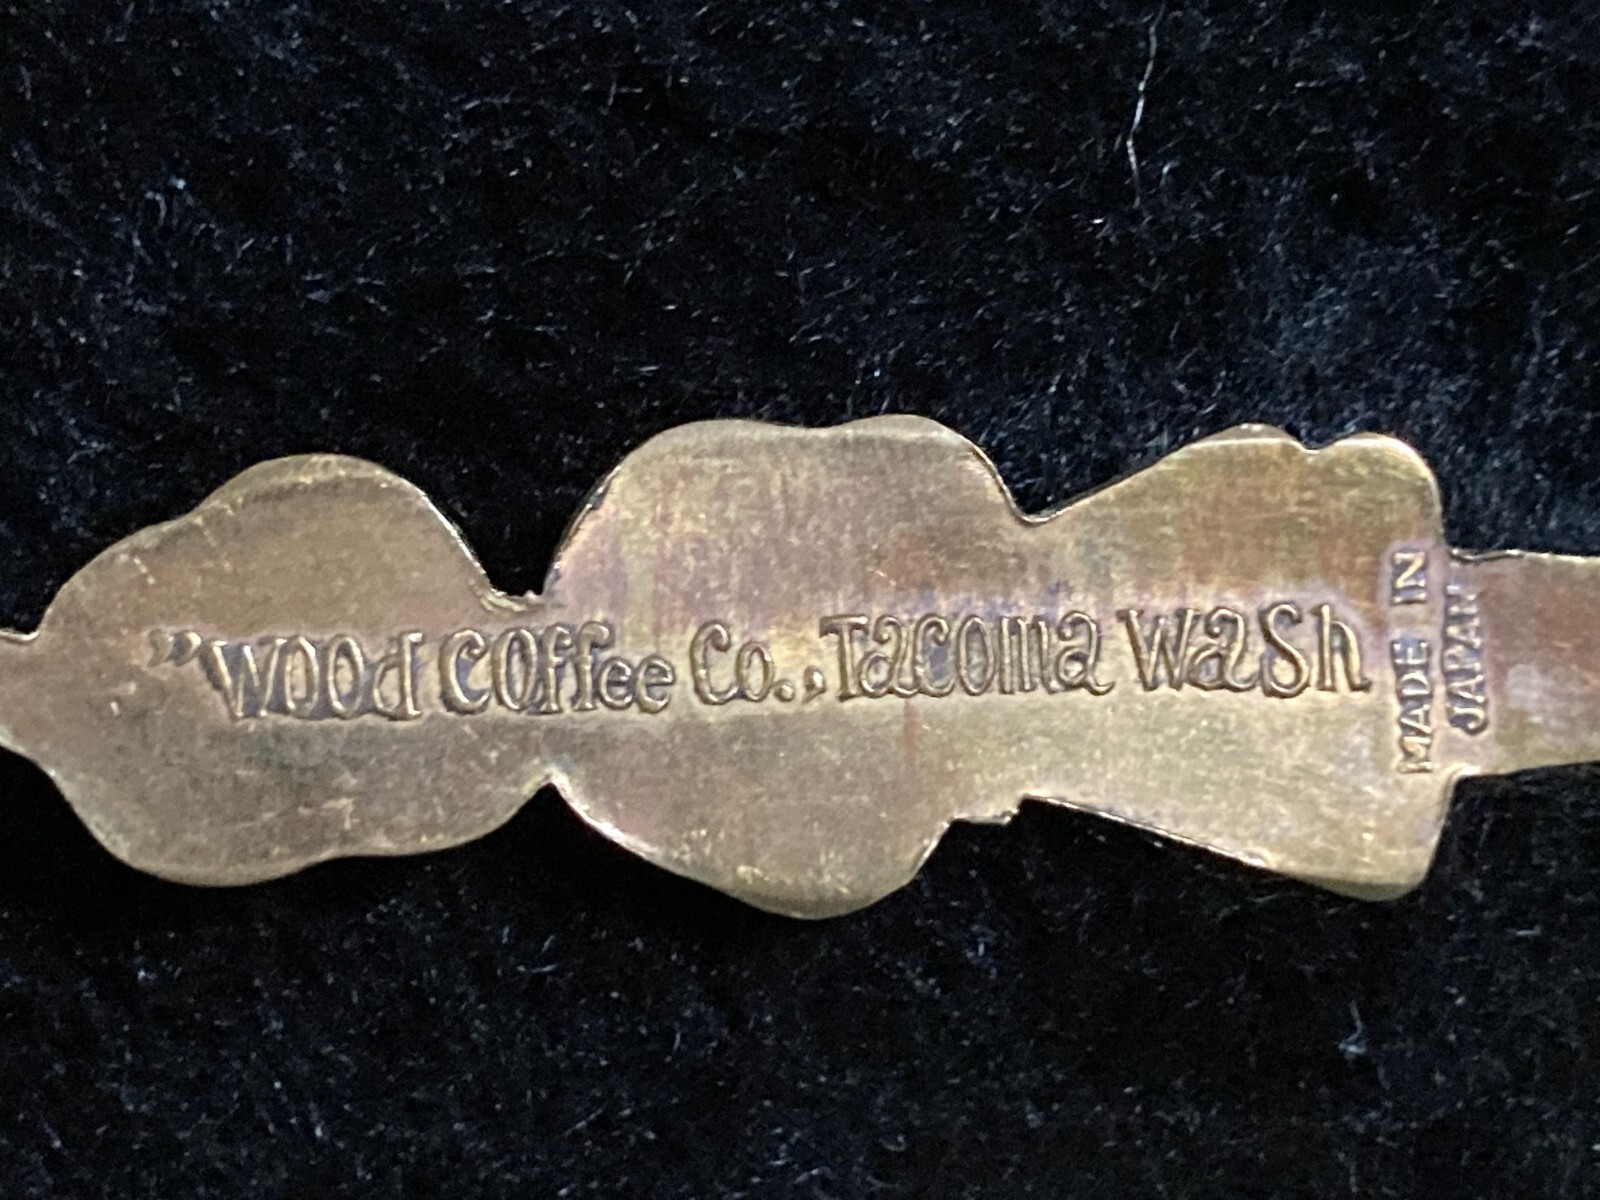 "Wood Coffee Co., Tacoma Wash
MADE IN
JAPAN